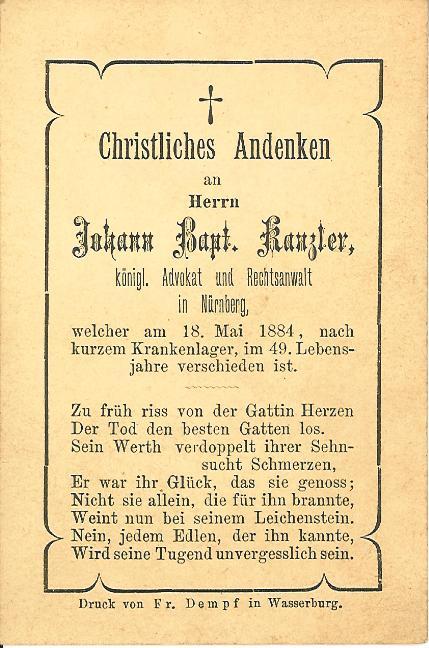 Christliches Andenken
an
Herrn
Johann Bapt. Kanzler,
königl. Advokat und Rechtsanwalt
in Nürnberg,
welcher am 18. Mai 1884, nach
kurzem Krankenlager, im 49. Lebens-
jahre verschieden ist.
Zu früh riss von der Gattin Herzen
Der Tod den besten Gatten los.
Sein Werth verdoppelt ihrer Sehn-
sucht Schmerzen,
Er war ihr Glück, das sie genoss;
Nicht sie allein, die für ihn brannte,
Weint nun bei seinem Leichenstein.
Nein, jedem Edlen, der ihn kannte,
Wird seine Tugend unvergesslich sein.
Druck von Fr. Dempf in Wasserburg.